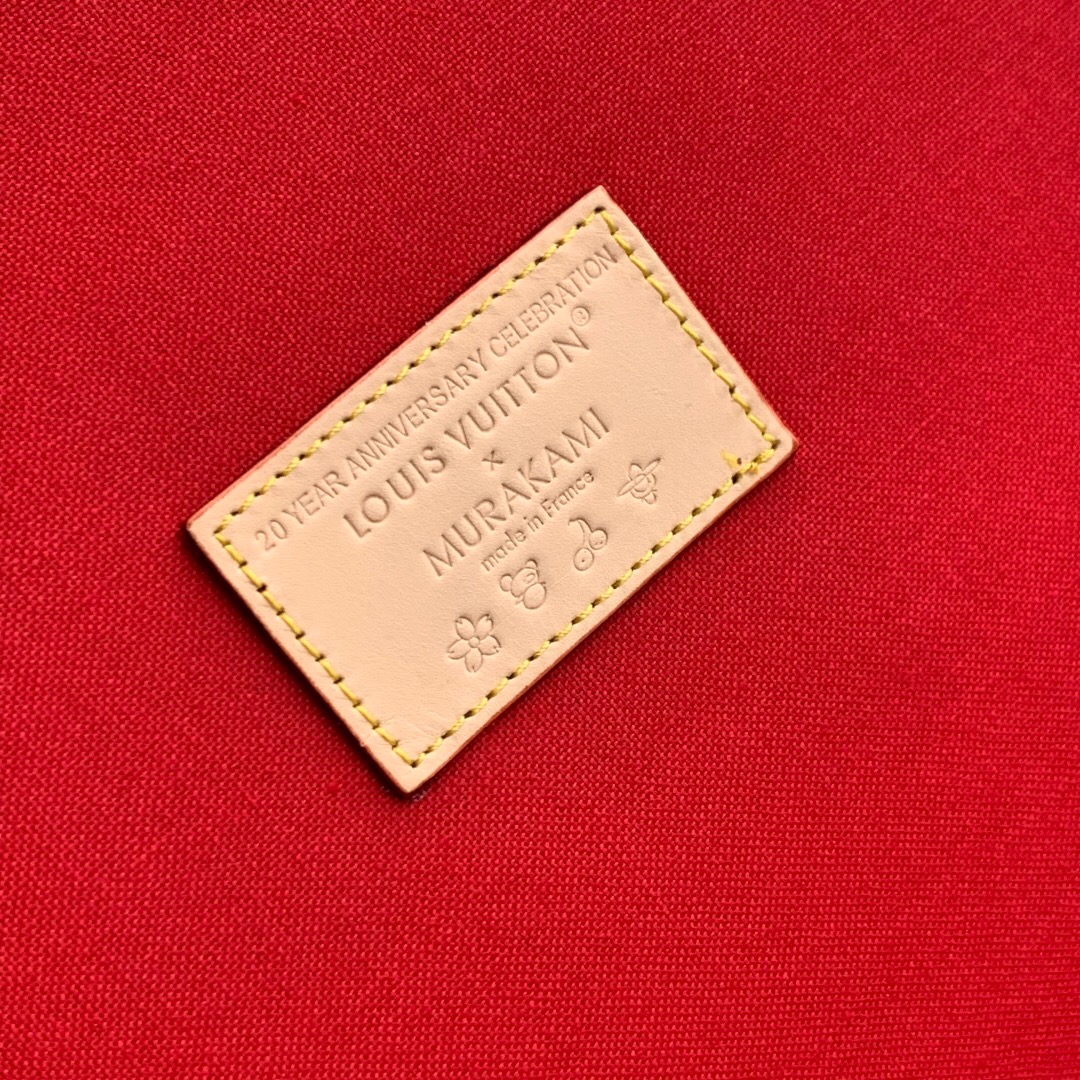 20 YEAR ANNIVERSARY CELEBRATION
LOUIS VUITTON®
x
MURAKAMI
made in France